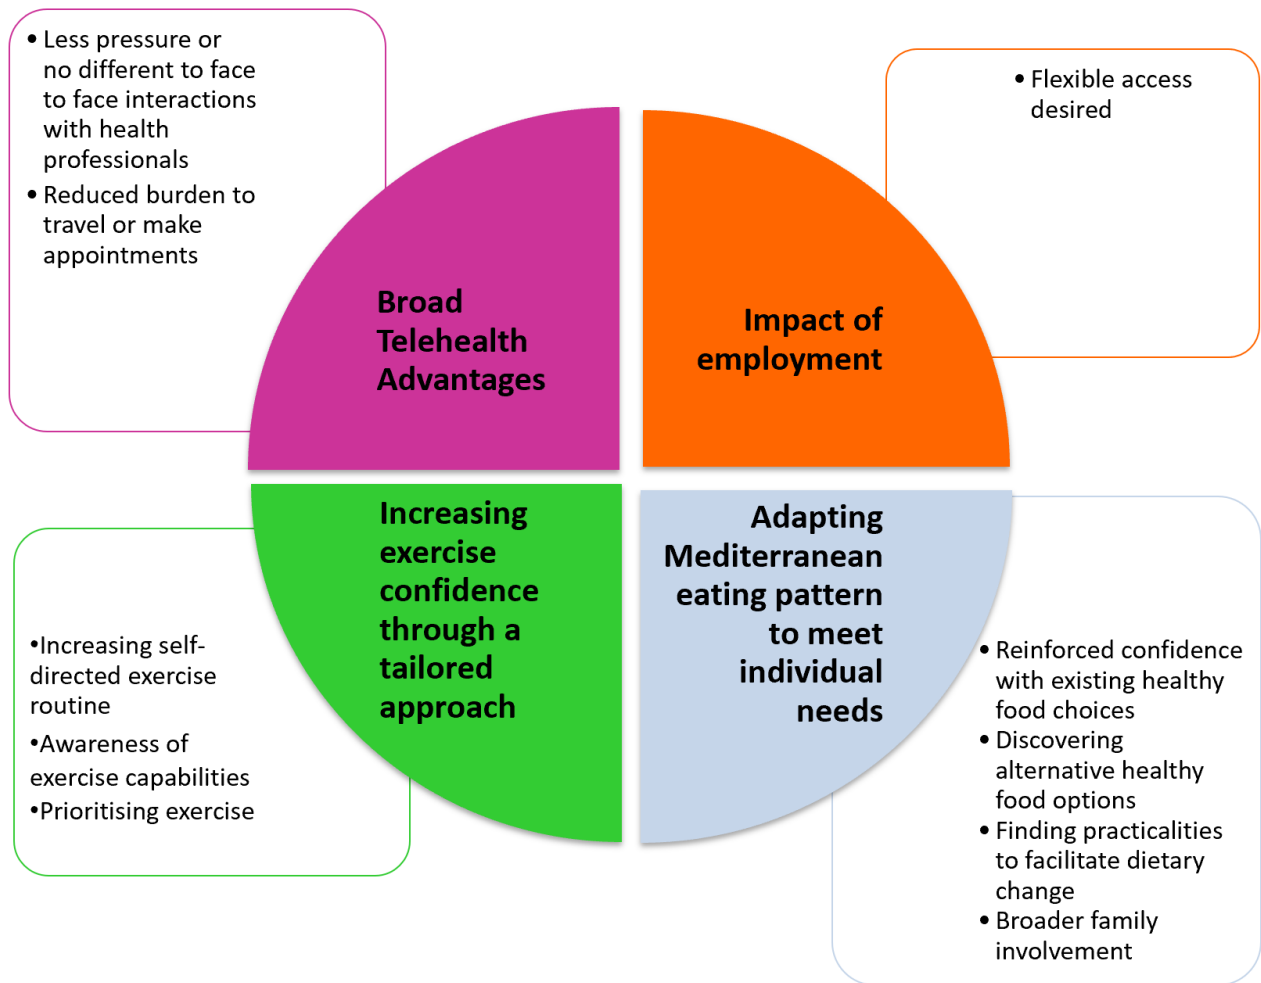 • Less pressure or
no different to face
to face interactions
with health
professionals
• Reduced burden to
travel or make
appointments
• Flexible access
desired
Broad
Telehealth
Advantages
Impact of
employment
Increasing
exercise
confidence
through a
tailored
approach
Adapting
Mediterranean
eating pattern
to meet
individual
needs
•Increasing self-
directed exercise
routine
•Awareness of
exercise capabilities
•Prioritising exercise
• Reinforced confidence
with existing healthy
food choices
• Discovering
alternative healthy
food options
• Finding practicalities
to facilitate dietary
change
• Broader family
involvement